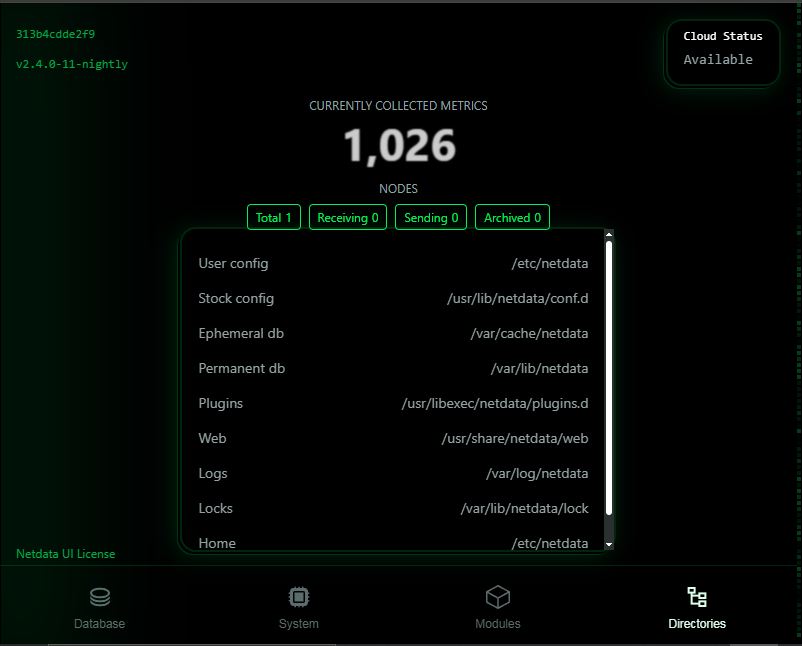 313b4cdde2f9
v2.4.0-11-nightly
Cloud Status
Available
CURRENTLY COLLECTED METRICS
1,026
NODES
Total 1 Receiving 0 Sending 0 Archived 0
User config /etc/netdata
Stock config /usr/lib/netdata/conf.d
Ephemeral db /var/cache/netdata
Permanent db /var/lib/netdata
Plugins /usr/libexec/netdata/plugins.d
Web /usr/share/netdata/web
Logs /var/log/netdata
Locks /var/lib/netdata/lock
Home /etc/netdata
Netdata UI License
Database System Modules Directories